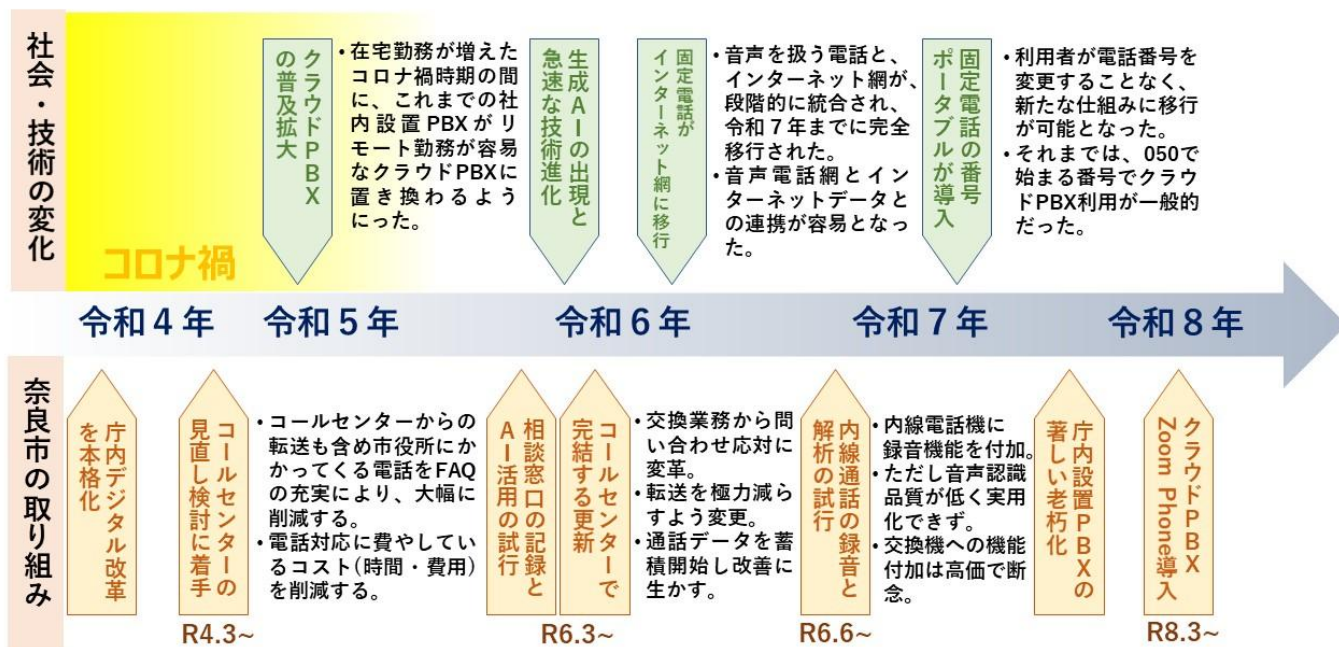 社会・技術の変化
コロナ禍
クラウドPBX
の普及拡大
・在宅勤務が増えた
コロナ禍時期の間
に、これまでの社
内設置PBXがリ
モート勤務が容易
なクラウドPBXに
置き換わるよう
にった。
生成AIの出現と
急速な技術進化
固定電話が
インターネット網に移行
・音声を扱う電話と、
インターネット網が、
段階的に統合され、
令和7年までに完全
移行された。
・音声電話網とイン
ターネットデータと
の連携が容易となっ
た。
固定電話の番号
ポータブルが導入
・利用者が電話番号を
変更することなく、
新たな仕組みに移行
が可能となった。
・それまでは、050で
始まる番号でクラウ
ドPBX利用が一般的
だった。
令和4年
令和5年
令和6年
令和7年
令和8年
奈良市の取り組み
庁内デジタル改革
を本格化
コールセンターの
見直し検討に着手
R4.3~
・コールセンターからの
転送も含め市役所にか
かってくる電話をFAQ
の充実により、大幅に
削減する。
・電話対応に費やしてい
るコスト(時間・費用)
を削減する。
相談窓口の記録と
AI活用の試行
コールセンターで
完結する更新
R6.3~
・交換業務から問
い合わせ応対に
変革。
・転送を極力減ら
すよう変更。
・通話データを蓄
積開始し改善に
生かす。
内線通話の録音と
解析の試行
R6.6~
・内線電話機に
録音機能を付加。
・ただし音声認識
品質が低く実用
化できず。
・交換機への機能
付加は高価で断
念。
庁内設置PBXの
著しい老朽化
クラウドPBX
Zoom Phone導入
R8.3~